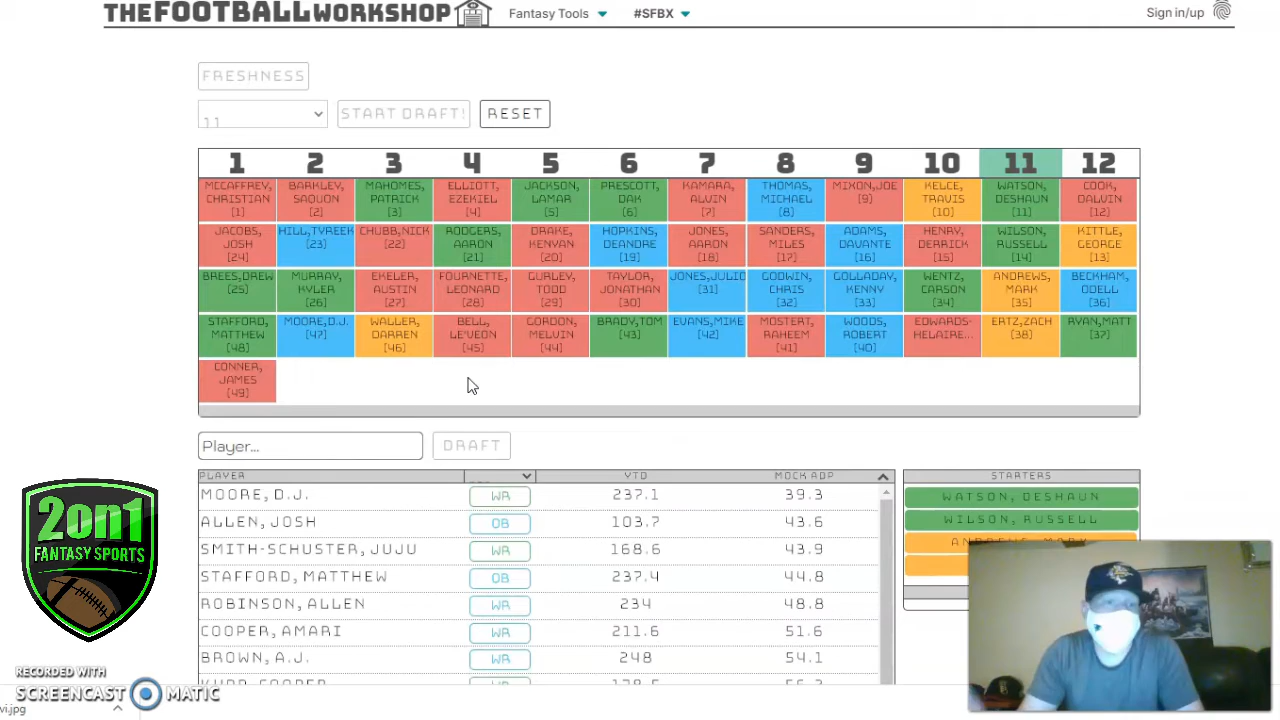 THEFOOTBALLWORKSHOP Fantasy Tools #SFBX Sign in/up
FRESHNESS
11 START DRAFT! RESET
1 2 3 4 5 6 7 8 9 10 11 12
MCCAFFREY, CHRISTIAN [1] BARKLEY, SAQUON [2] MAHOMES, PATRICK [3] ELLIOTT, EZEKIEL [4] JACKSON, LAMAR [5] PRESCOTT, DAK [6] KAMARA, ALVIN [7] THOMAS, MICHAEL [8] MIXON,JOE [9] KELCE, TRAVIS [10] WATSON, DESHAUN [11] COOK, DALVIN [12]
JACOBS, JOSH [24] HILL,TYREEK [23] CHUBB,NICK [22] RODGERS, AARON [21] DRAKE, KENYAN [20] HOPKINS, DEANDRE [19] JONES, AARON [18] SANDERS, MILES [17] ADAMS, DAVANTE [16] HENRY, DERRICK [15] WILSON, RUSSELL [14] KITTLE, GEORGE [13]
BREES,DREW [25] MURRAY, KYLER [26] EKELER, AUSTIN [27] FOURNETTE, LEONARD [28] GURLEY, TODD [29] TAYLOR, JONATHAN [30] JONES,JULIO [31] GODWIN, CHRIS [32] GOLLADAY, KENNY [33] WENTZ, CARSON [34] ANDREWS, MARK [35] BECKHAM, ODELL [36]
STAFFORD, MATTHEW [48] MOORE,D.J. [47] WALLER, DARREN [46] BELL, LE'VEON [45] GORDON, MELVIN [44] BRADY,TOM [43] EVANS,MIKE [42] MOSTERT, RAHEEM [41] WOODS, ROBERT [40] EDWARDS-HELAIRE... ERTZ,ZACH [38] RYAN,MATT [37]
CONNER, JAMES [49]
Player... DRAFT
PLAYER YTD MOCK ADP STARTERS
MOORE, D.J. WR 237.1 39.3 WATSON, DESHAUN
ALLEN, JOSH QB 103.7 43.6 WILSON, RUSSELL
SMITH-SCHUSTER, JUJU WR 168.6 43.9
STAFFORD, MATTHEW QB 237.4 44.8
ROBINSON, ALLEN WR 234 48.8
COOPER, AMARI WR 211.6 51.6
BROWN, A.J. WR 248 54.1
2on1
FANTASY SPORTS
RECORDED WITH
SCREENCAST MATIC
vi.jpg